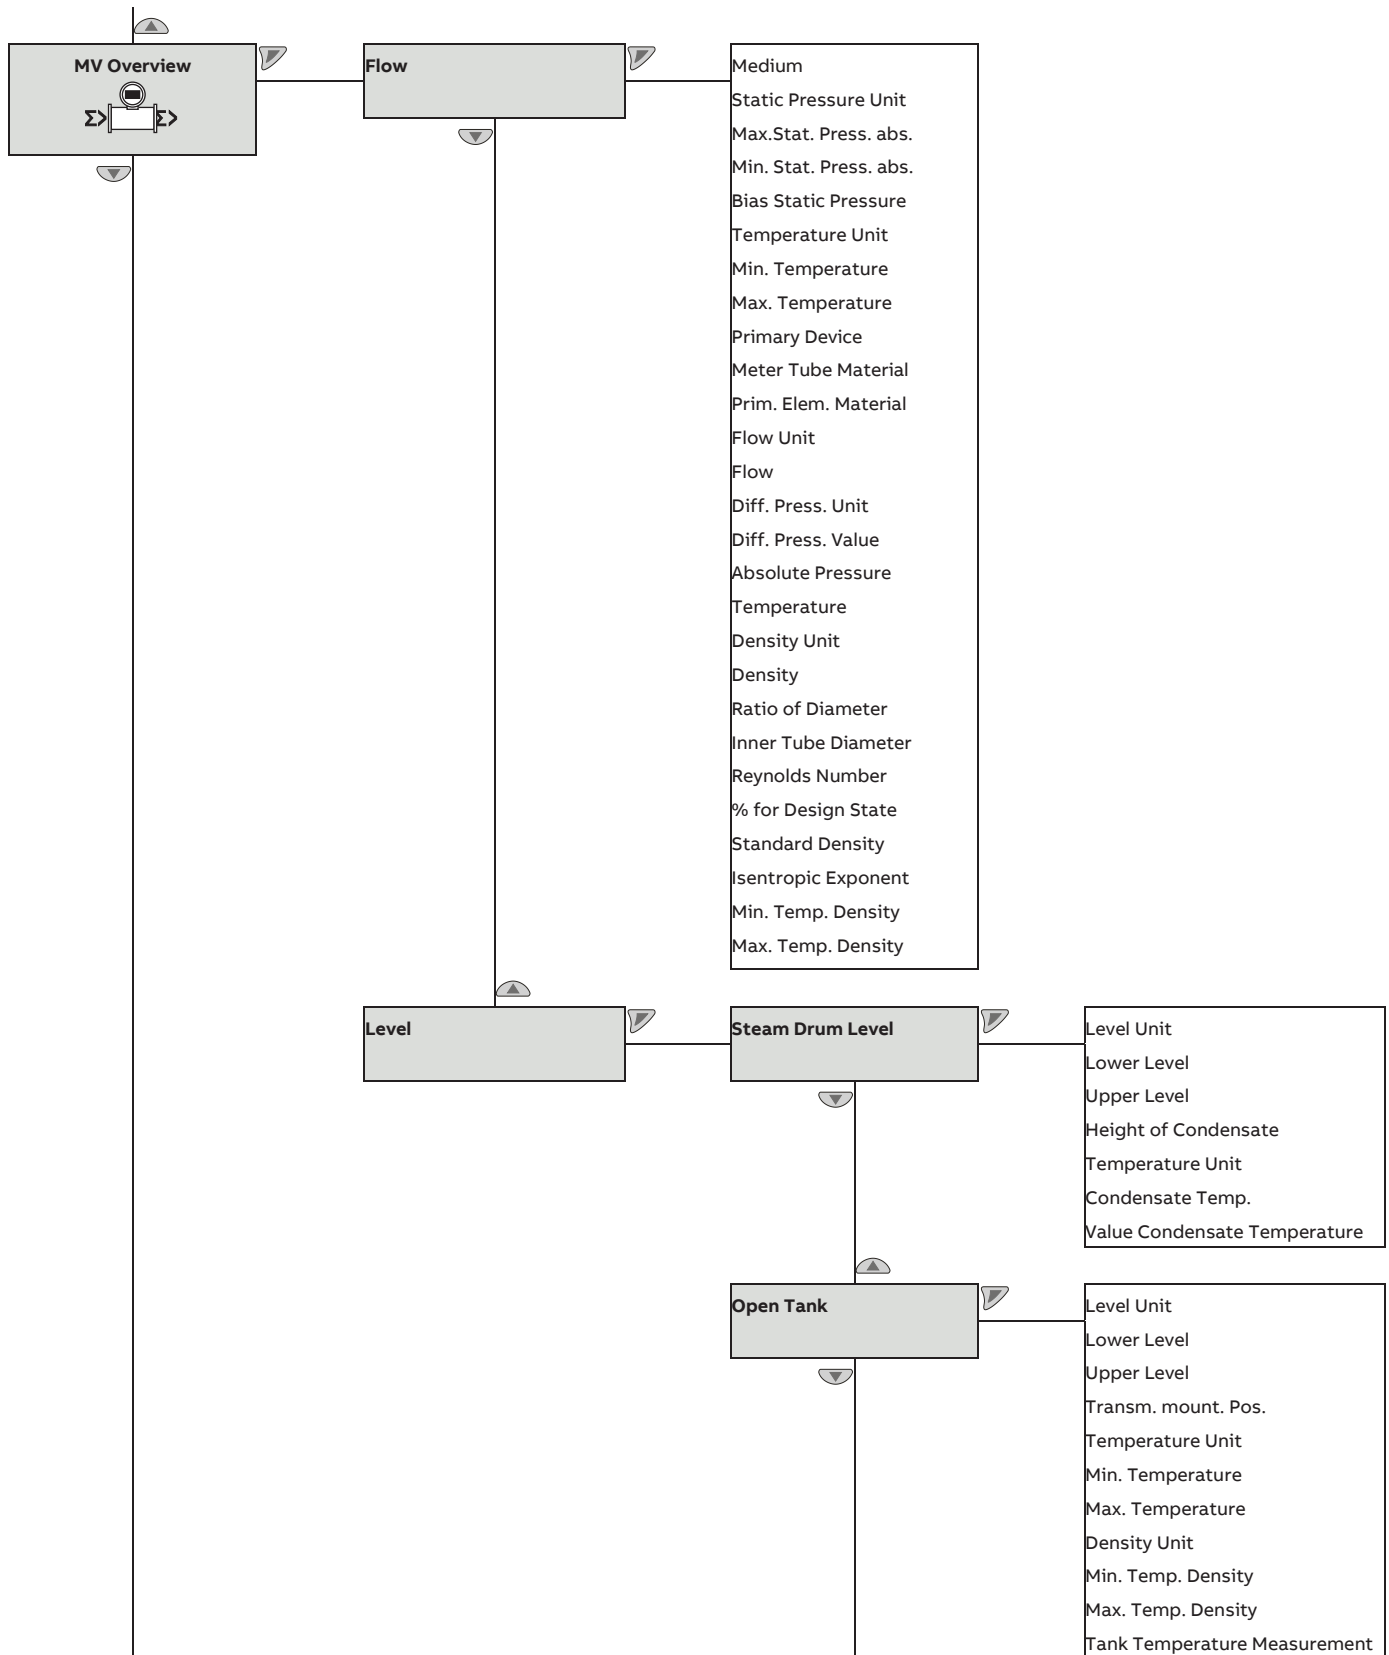 MV Overview
Σ> Σ>
Flow
Medium
Static Pressure Unit
Max.Stat. Press. abs.
Min. Stat. Press. abs.
Bias Static Pressure
Temperature Unit
Min. Temperature
Max. Temperature
Primary Device
Meter Tube Material
Prim. Elem. Material
Flow Unit
Flow
Diff. Press. Unit
Diff. Press. Value
Absolute Pressure
Temperature
Density Unit
Density
Ratio of Diameter
Inner Tube Diameter
Reynolds Number
% for Design State
Standard Density
Isentropic Exponent
Min. Temp. Density
Max. Temp. Density
Level
Steam Drum Level
Level Unit
Lower Level
Upper Level
Height of Condensate
Temperature Unit
Condensate Temp.
Value Condensate Temperature
Open Tank
Level Unit
Lower Level
Upper Level
Transm. mount. Pos.
Temperature Unit
Min. Temperature
Max. Temperature
Density Unit
Min. Temp. Density
Max. Temp. Density
Tank Temperature Measurement